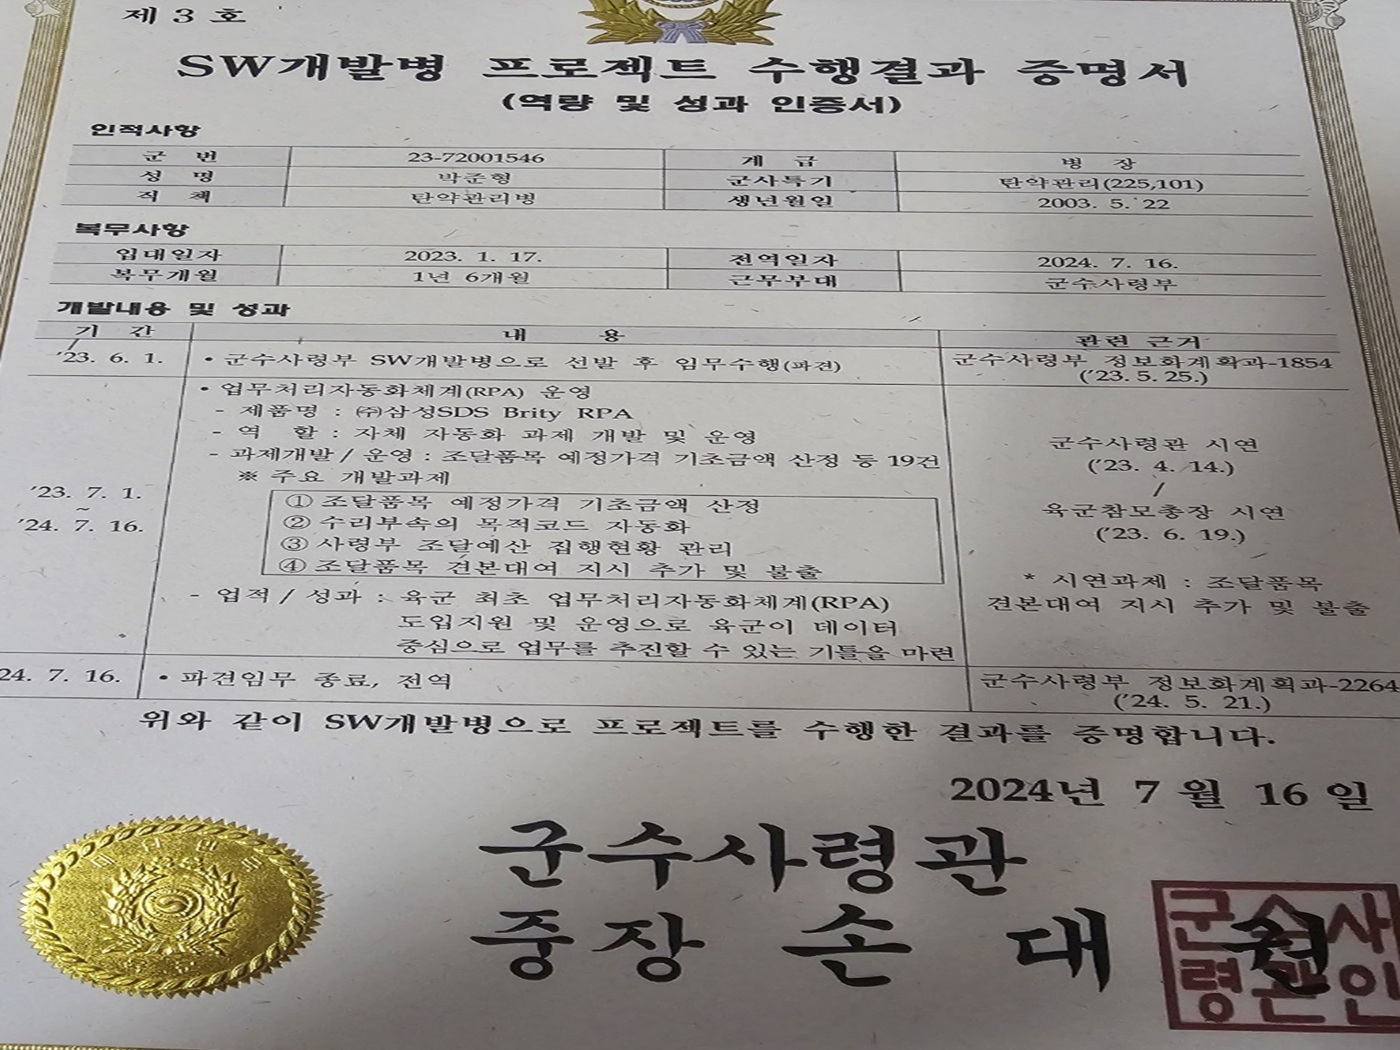 제 3 호
SW개발병 프로젝트 수행결과 증명서
(역량 및 성과 인증서)
인적사항
군 번 23-72001546 계 급 병 장
성 명 박준형 군사특기 탄약관리(225,101)
직 책 탄약관리병 생년월일 2003. 5. 22
복무사항
입대일자 2023. 1. 17. 전역일자 2024. 7. 16.
복무개월 1년 6개월 근무부대 군수사령부
개발내용 및 성과
기 간 내 용 관련 근거
'23. 6. 1. • 군수사령부 SW개발병으로 선발 후 임무수행(파견) 군수사령부 정보화계획과-1854
('23. 5. 25.)
• 업무처리자동화체계(RPA) 운영
- 제품명 : ㈜삼성SDS Brity RPA
- 역 할 : 자체 자동화 과제 개발 및 운영
- 과제개발 / 운영 : 조달품목 예정가격 기초금액 산정 등 19건
※ 주요 개발과제
① 조달품목 예정가격 기초금액 산정
② 수리부속의 목적코드 자동화
③ 사령부 조달예산 집행현황 관리
④ 조달품목 견본대여 지시 추가 및 불출
- 업적 / 성과 : 육군 최초 업무처리자동화체계(RPA)
도입지원 및 운영으로 육군이 데이터
중심으로 업무를 추진할 수 있는 기틀을 마련
'23. 7. 1.
~
'24. 7. 16.
군수사령관 시연
('23. 4. 14.)
/
육군참모총장 시연
('23. 6. 19.)
* 시연과제 : 조달품목
견본대여 지시 추가 및 불출
24. 7. 16. • 파견임무 종료, 전역 군수사령부 정보화계획과-2264
('24. 5. 21.)
위와 같이 SW개발병으로 프로젝트를 수행한 결과를 증명합니다.
2024년 7 월 16 일
군수사령관
중장 손 대 권
군수사
령관인